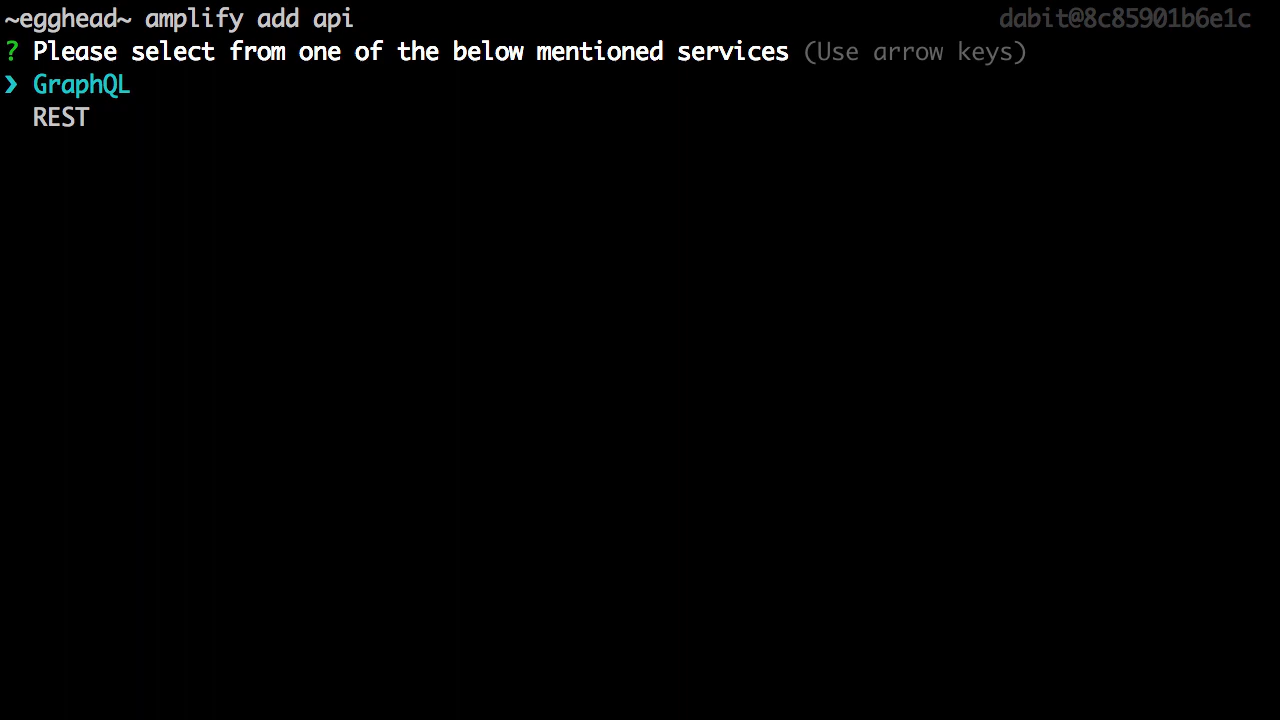 ~egghead~ amplify add api dabit@8c85901b6e1c
? Please select from one of the below mentioned services (Use arrow keys)
❯ GraphQL
REST